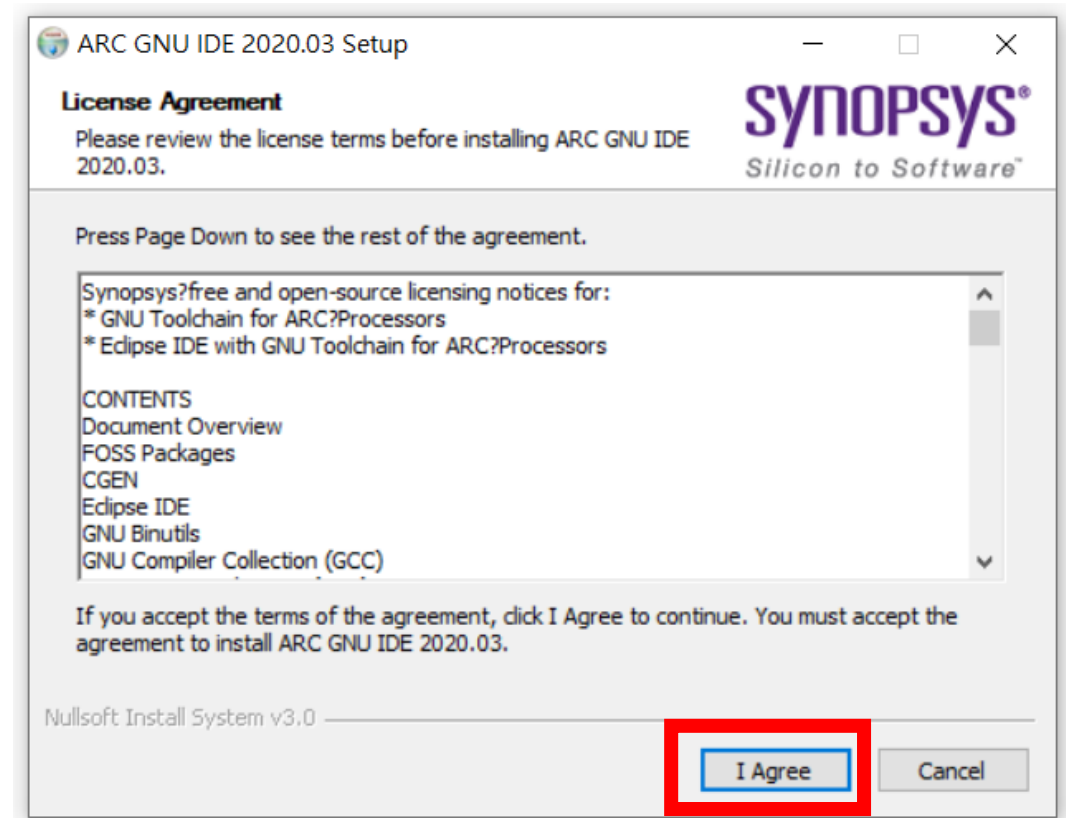 ARC GNU IDE 2020.03 Setup
License Agreement
Please review the license terms before installing ARC GNU IDE
2020.03.
SYNOPSYS®
Silicon to Software™
Press Page Down to see the rest of the agreement.
Synopsys?free and open-source licensing notices for:
* GNU Toolchain for ARC?Processors
* Eclipse IDE with GNU Toolchain for ARC?Processors
CONTENTS
Document Overview
FOSS Packages
CGEN
Eclipse IDE
GNU Binutils
GNU Compiler Collection (GCC)
If you accept the terms of the agreement, click I Agree to continue. You must accept the
agreement to install ARC GNU IDE 2020.03.
Nullsoft Install System v3.0
I Agree
Cancel